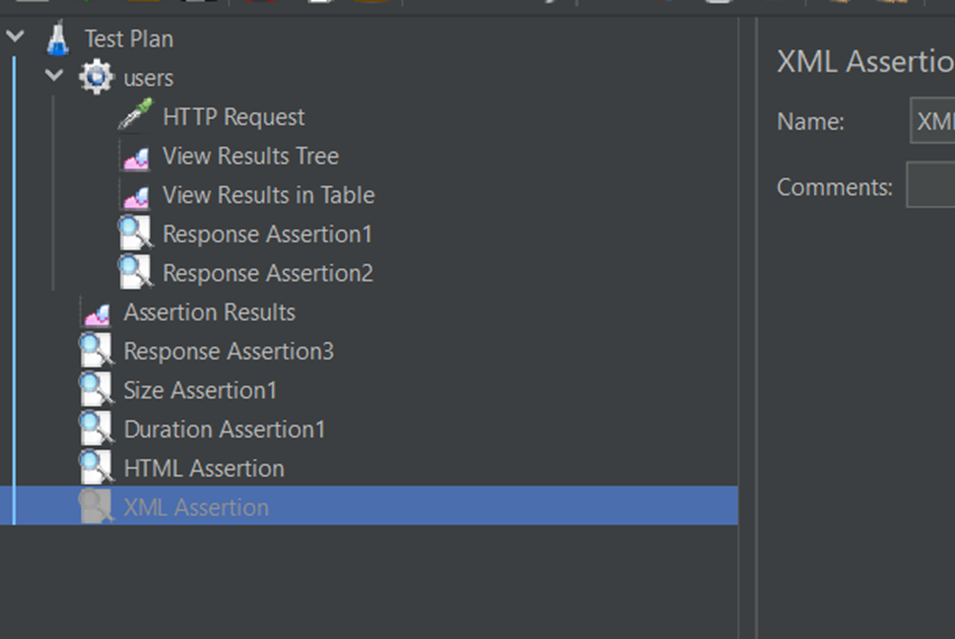 Test Plan
users
HTTP Request
View Results Tree
View Results in Table
Response Assertion1
Response Assertion2
Assertion Results
Response Assertion3
Size Assertion1
Duration Assertion1
HTML Assertion
XML Assertion
XML Assertio
Name: XM
Comments: